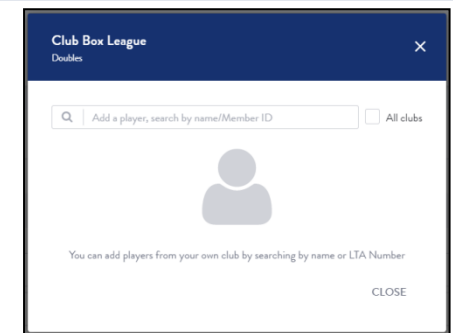 Club Box League
Doubles
Add a player, search by name/Member ID
All clubs
You can add players from your own club by searching by name or LTA Number
CLOSE